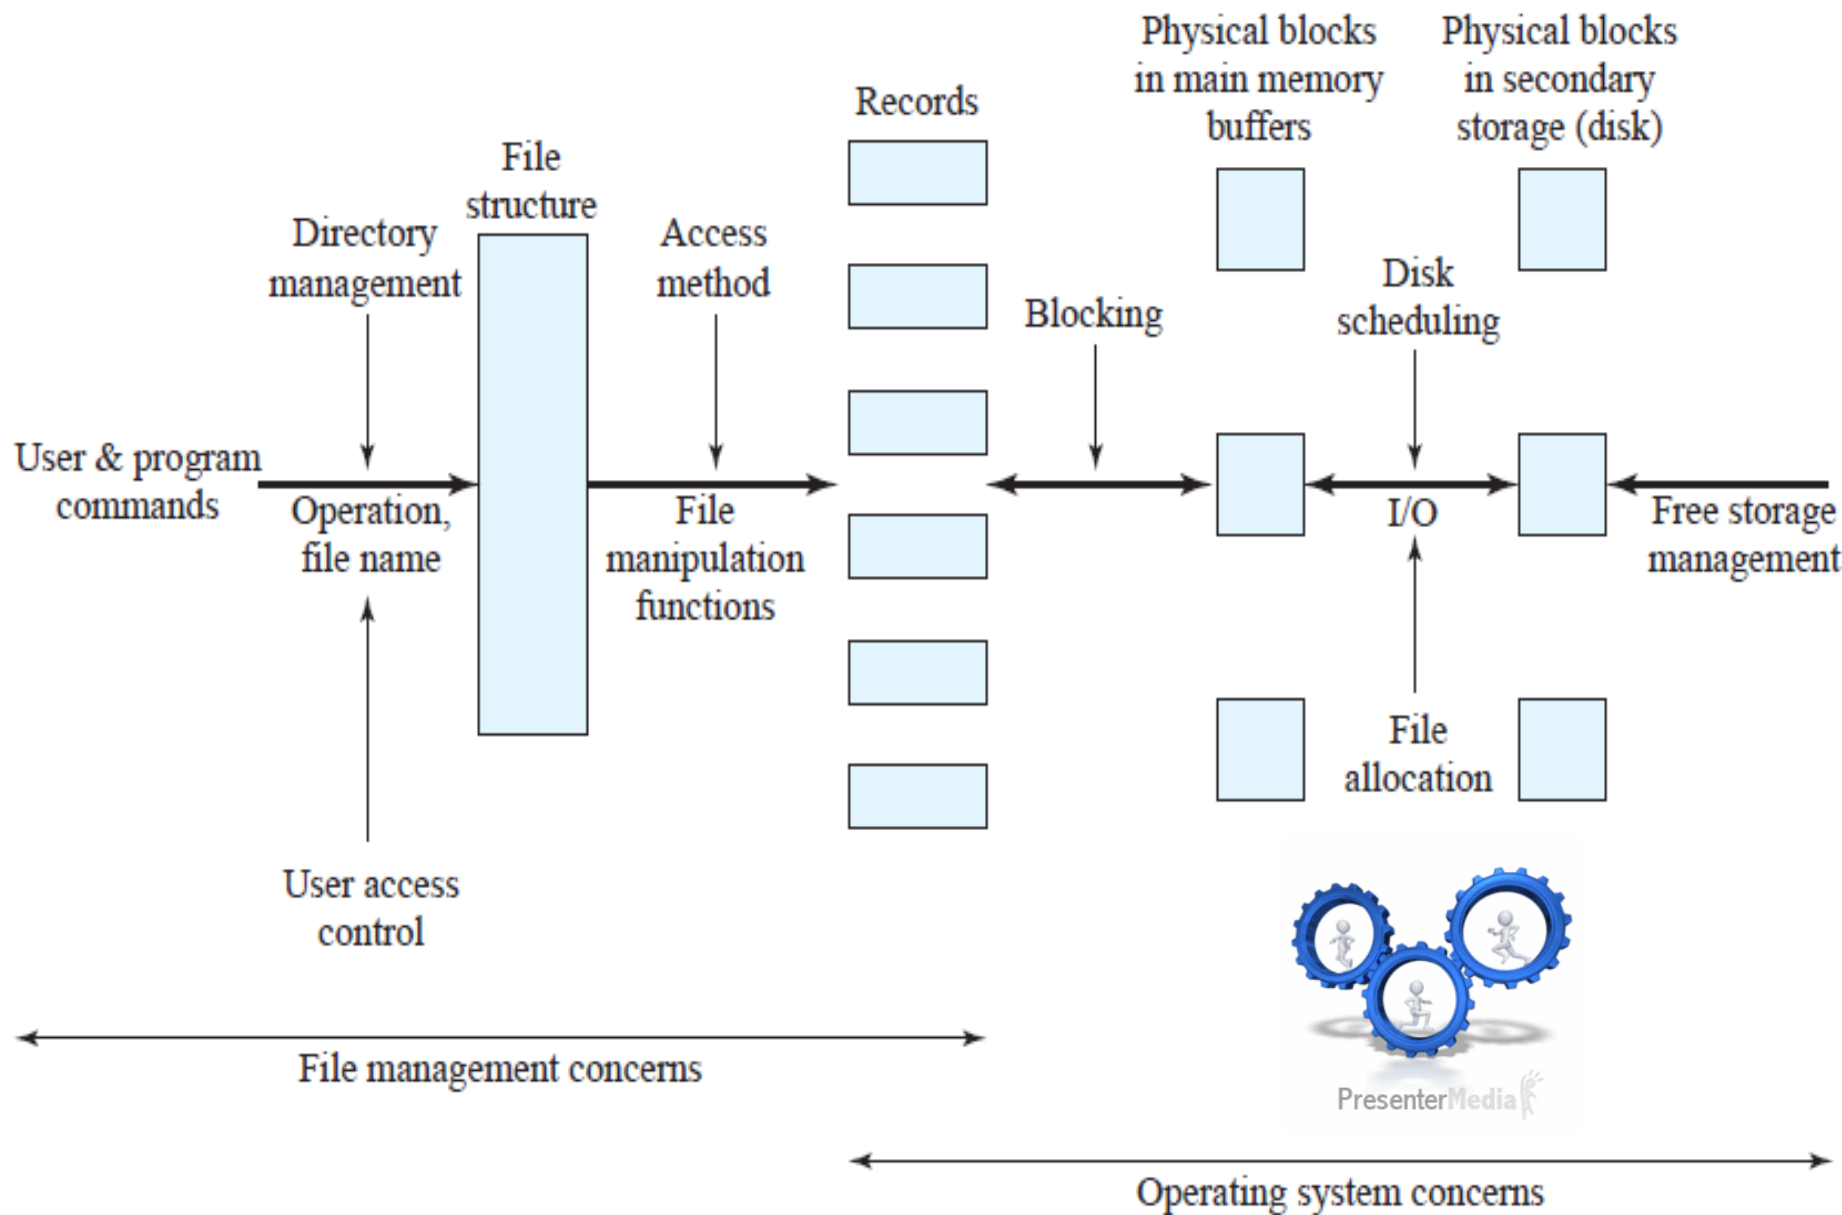 Physical blocks
in main memory
buffers
Physical blocks
in secondary
storage (disk)
Records
File
structure
Directory
management
Access
method
Blocking
Disk
scheduling
User & program
commands
Operation,
file name
File
manipulation
functions
I/O
Free storage
management
File
allocation
User access
control
File management concerns
PresenterMedia
Operating system concerns